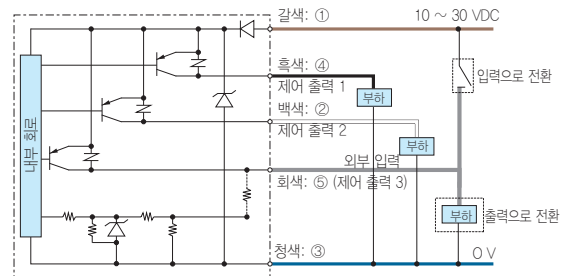 갈색: ①
10 ~ 30 VDC
흑색: ④
제어 출력 1
부하
입력으로 전환
백색: ②
제어 출력 2
부하
내부 회로
외부 입력
회색: ⑤ (제어 출력 3)
부하
출력으로 전환
청색: ③
0 V